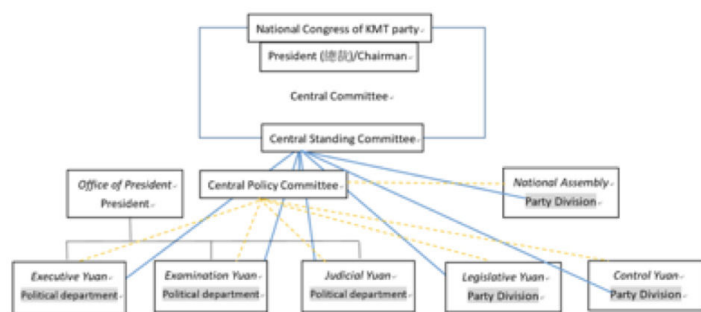 National Congress of KMT party
President (總裁)/Chairman
Central Committee
Central Standing Committee
Office of President
President
Central Policy Committee
National Assembly
Party Division
Executive Yuan
Political department
Examination Yuan
Political department
Judicial Yuan
Political department
Legislative Yuan
Party Division
Control Yuan
Party Division